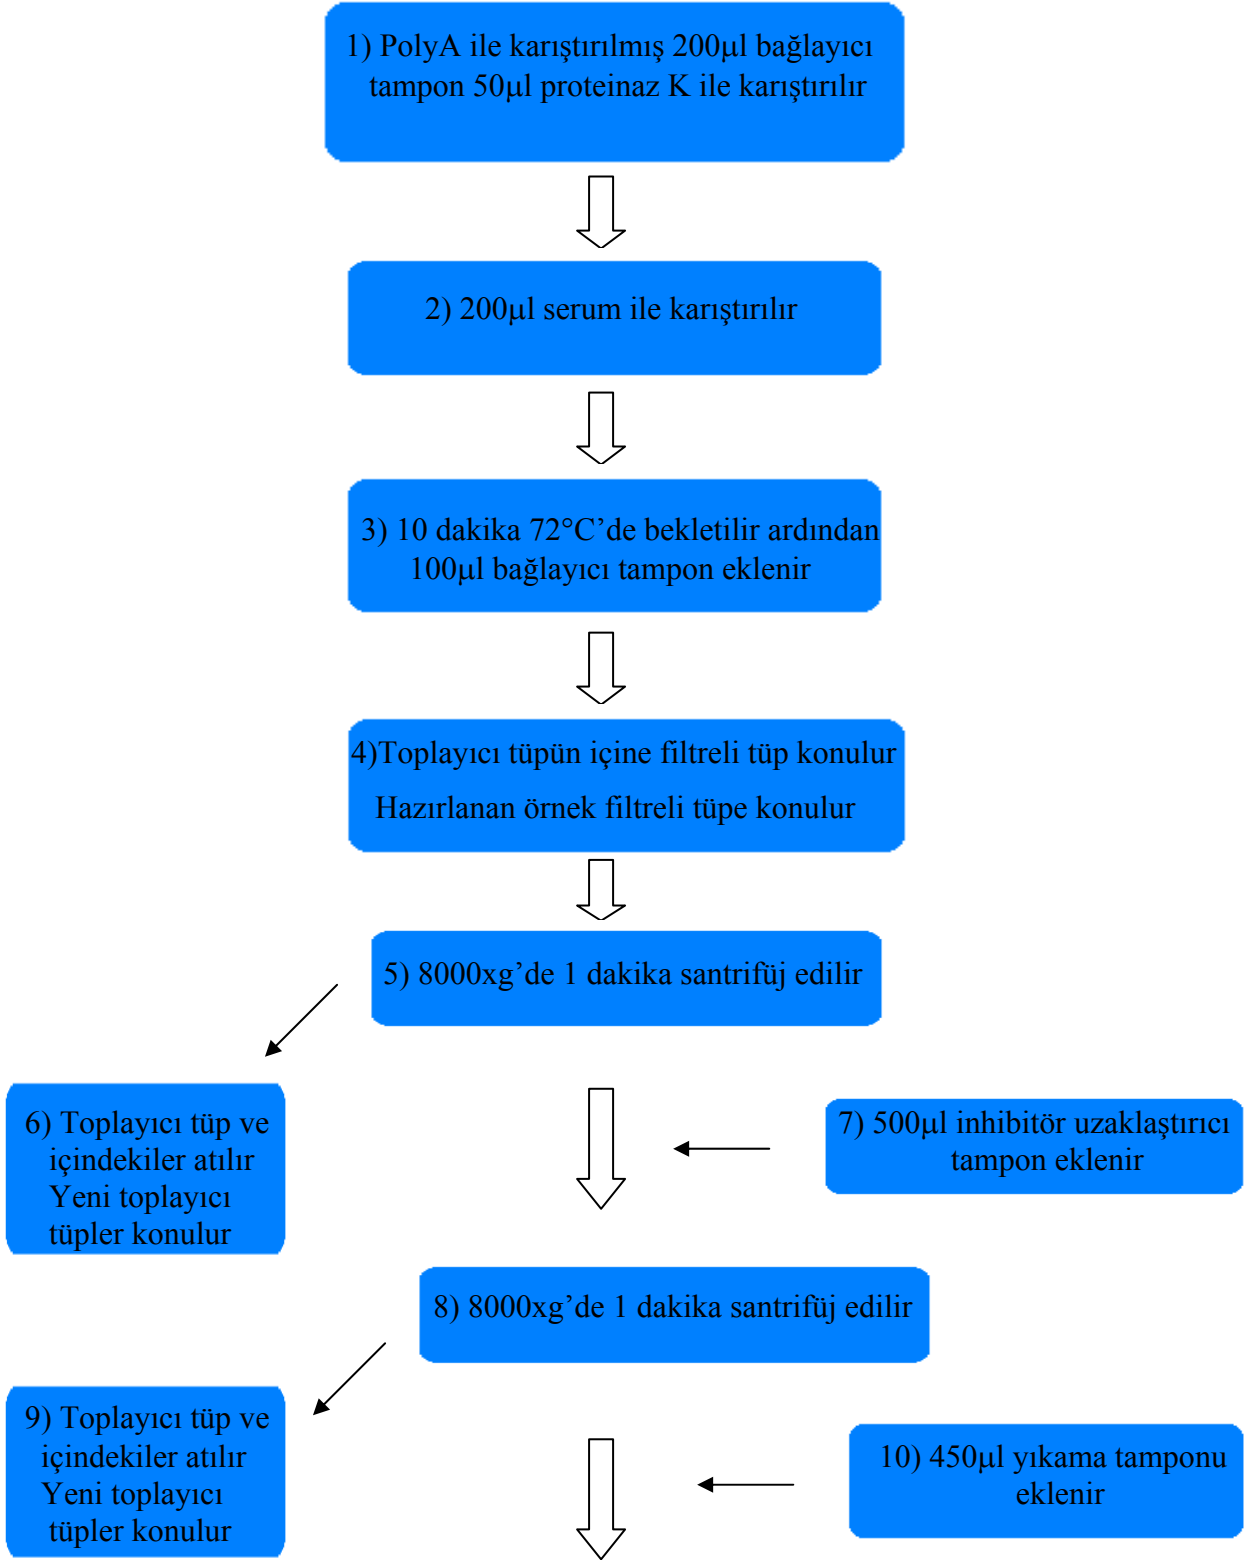 1) PolyA ile karıştırılmış 200µl bağlayıcı
tampon 50µl proteinaz K ile karıştırılır
2) 200µl serum ile karıştırılır
3) 10 dakika 72°C’de bekletilir ardından
100µl bağlayıcı tampon eklenir
4)Toplayıcı tüpün içine filtreli tüp konulur
Hazırlanan örnek filtreli tüpe konulur
5) 8000xg’de 1 dakika santrifüj edilir
6) Toplayıcı tüp ve
içindekiler atılır
Yeni toplayıcı
tüpler konulur
7) 500µl inhibitör uzaklaştırıcı
tampon eklenir
8) 8000xg’de 1 dakika santrifüj edilir
9) Toplayıcı tüp ve
içindekiler atılır
Yeni toplayıcı
tüpler konulur
10) 450µl yıkama tamponu
eklenir